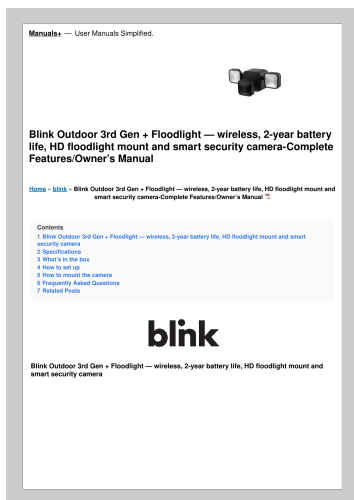 Manuals+ — User Manuals Simplified.
Blink Outdoor 3rd Gen + Floodlight — wireless, 2-year battery
life, HD floodlight mount and smart security camera-Complete
Features/Owner's Manual
Home » blink » Blink Outdoor 3rd Gen + Floodlight — wireless, 2-year battery life, HD floodlight mount and
smart security camera-Complete Features/Owner's Manual
Contents
1 Blink Outdoor 3rd Gen + Floodlight — wireless, 2-year battery life, HD floodlight mount and smart
security camera
2 Specifications
3 What's in the box
4 How to set up
5 How to mount the camera
6 Frequently Asked Questions
7 Related Posts
blink
Blink Outdoor 3rd Gen + Floodlight — wireless, 2-year battery life, HD floodlight mount and
smart security camera